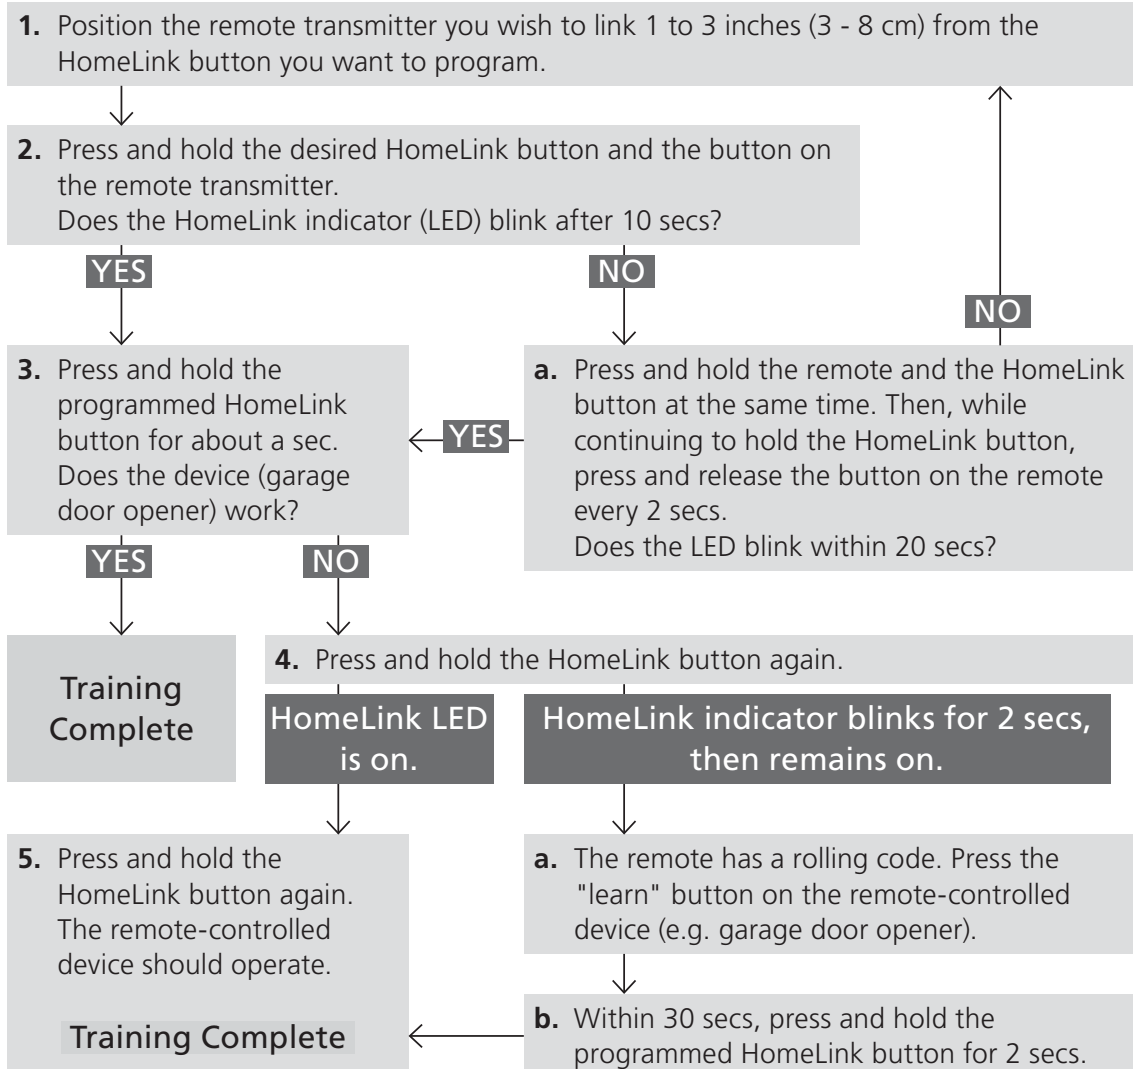 1. Position the remote transmitter you wish to link 1 to 3 inches (3 - 8 cm) from the
HomeLink button you want to program.
2. Press and hold the desired HomeLink button and the button on
the remote transmitter.
Does the HomeLink indicator (LED) blink after 10 secs?
YES
NO
NO
3. Press and hold the
programmed HomeLink
button for about a sec.
Does the device (garage
door opener) work?
YES
a. Press and hold the remote and the HomeLink
button at the same time. Then, while
continuing to hold the HomeLink button,
press and release the button on the remote
every 2 secs.
Does the LED blink within 20 secs?
YES
NO
Training
Complete
4. Press and hold the HomeLink button again.
HomeLink LED
is on.
HomeLink indicator blinks for 2 secs,
then remains on.
5. Press and hold the
HomeLink button again.
The remote-controlled
device should operate.
Training Complete
a. The remote has a rolling code. Press the
"learn" button on the remote-controlled
device (e.g. garage door opener).
b. Within 30 secs, press and hold the
programmed HomeLink button for 2 secs.